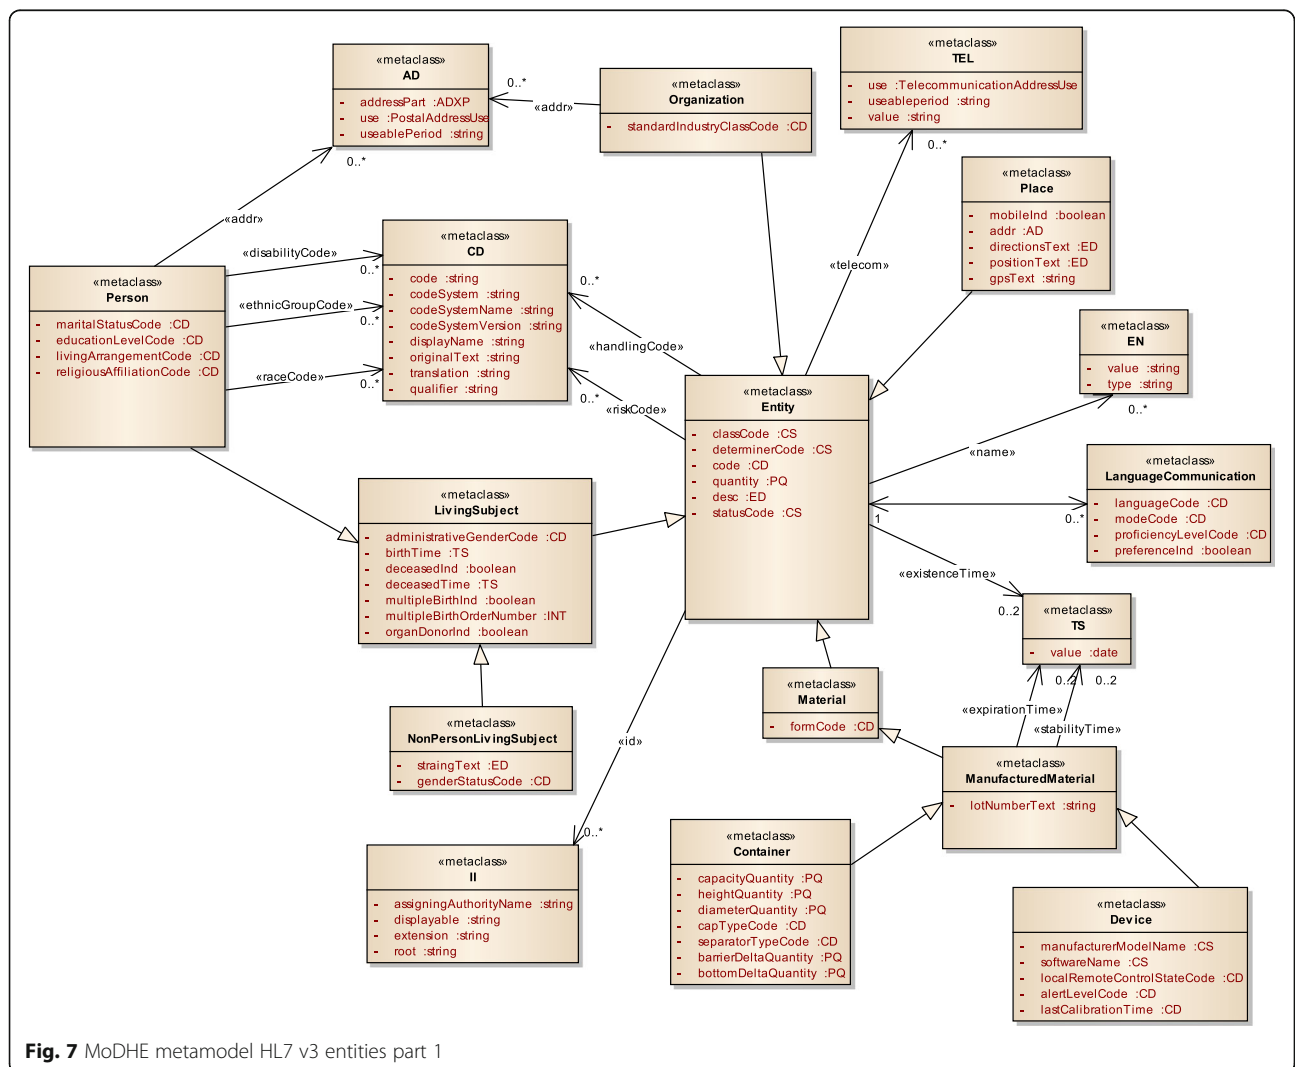 «metaclass»
AD
- addressPart :ADXP
- use :PostalAddressUse
- useablePeriod :string
0..*
«addr»
0..*
«metaclass»
Organization
- standardIndustryClassCode :CD
«metaclass»
TEL
- use :TelecommunicationAddressUse
- useableperiod :string
- value :string
0..*
«telecom»
«metaclass»
Place
- mobileInd :boolean
- addr :AD
- directionsText :ED
- positionText :ED
- gpsText :string
«addr»
«disabilityCode»
0..*
«ethnicGroupCode»
0..*
«raceCode»
0..*
«metaclass»
CD
- code :string
- codeSystem :string
- codeSystemName :string
- codeSystemVersion :string
- displayName :string
- originalText :string
- translation :string
- qualifier :string
0..*
«handlingCode»
0..*
«riskCode»
«metaclass»
Person
- maritalStatusCode :CD
- educationLevelCode :CD
- livingArrangementCode :CD
- religiousAffiliationCode :CD
«metaclass»
EN
- value :string
- type :string
0..*
«name»
«metaclass»
Entity
- classCode :CS
- determinerCode :CS
- code :CD
- quantity :PQ
- desc :ED
- statusCode :CS
«metaclass»
LanguageCommunication
- languageCode :CD
- modeCode :CD
- proficiencyLevelCode :CD
- preferenceInd :boolean
1
0..*
«metaclass»
LivingSubject
- administrativeGenderCode :CD
- birthTime :TS
- deceasedInd :boolean
- deceasedTime :TS
- multipleBirthInd :boolean
- multipleBirthOrderNumber :INT
- organDonorInd :boolean
«existenceTime»
0..2
«metaclass»
TS
- value :date
0..2
0..2
«expirationTime»
«stabilityTime»
«metaclass»
Material
- formCode :CD
«metaclass»
NonPersonLivingSubject
- straingText :ED
- genderStatusCode :CD
«id»
0..*
«metaclass»
ManufacturedMaterial
- lotNumberText :string
«metaclass»
Container
- capacityQuantity :PQ
- heightQuantity :PQ
- diameterQuantity :PQ
- capTypeCode :CD
- separatorTypeCode :CD
- barrierDeltaQuantity :PQ
- bottomDeltaQuantity :PQ
«metaclass»
II
- assigningAuthorityName :string
- displayable :string
- extension :string
- root :string
«metaclass»
Device
- manufacturerModelName :CS
- softwareName :CS
- localRemoteControlStateCode :CD
- alertLevelCode :CD
- lastCalibrationTime :CD
Fig. 7 MoDHE metamodel HL7 v3 entities part 1